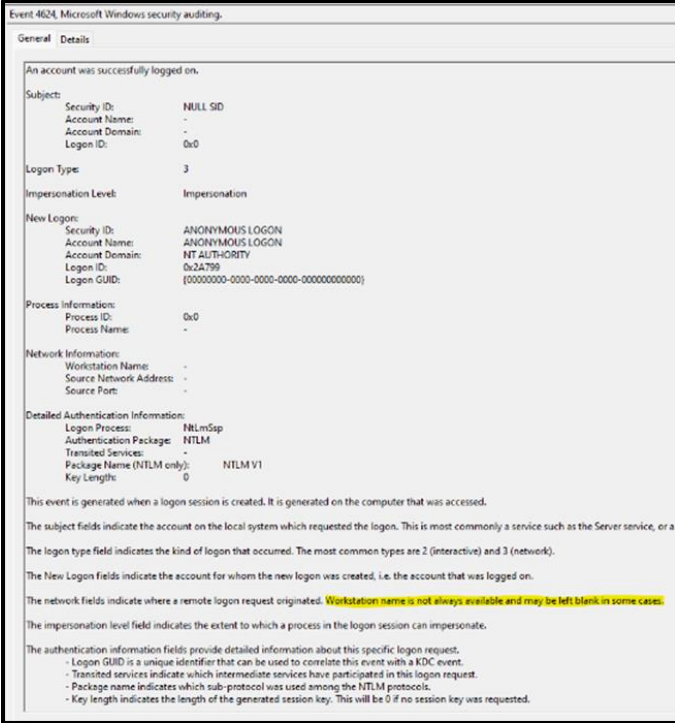 Event 4624, Microsoft Windows security auditing.
General Details
An account was successfully logged on.
Subject:
Security ID: NULL SID
Account Name: -
Account Domain: -
Logon ID: 0x0
Logon Type: 3
Impersonation Level: Impersonation
New Logon:
Security ID: ANONYMOUS LOGON
Account Name: ANONYMOUS LOGON
Account Domain: NT AUTHORITY
Logon ID: 0x2A799
Logon GUID: {00000000-0000-0000-0000-000000000000}
Process Information:
Process ID: 0x0
Process Name: -
Network Information:
Workstation Name: -
Source Network Address: -
Source Port: -
Detailed Authentication Information:
Logon Process: NtLmSsp
Authentication Package: NTLM
Transited Services: -
Package Name (NTLM only): NTLM V1
Key Length: 0
This event is generated when a logon session is created. It is generated on the computer that was accessed.
The subject fields indicate the account on the local system which requested the logon. This is most commonly a service such as the Server service, or a
The logon type field indicates the kind of logon that occurred. The most common types are 2 (interactive) and 3 (network).
The New Logon fields indicate the account for whom the new logon was created, i.e. the account that was logged on.
The network fields indicate where a remote logon request originated. Workstation name is not always available and may be left blank in some cases.
The impersonation level field indicates the extent to which a process in the logon session can impersonate.
The authentication information fields provide detailed information about this specific logon request.
- Logon GUID is a unique identifier that can be used to correlate this event with a KDC event.
- Transited services indicate which intermediate services have participated in this logon request.
- Package name indicates which sub-protocol was used among the NTLM protocols.
- Key length indicates the length of the generated session key. This will be 0 if no session key was requested.